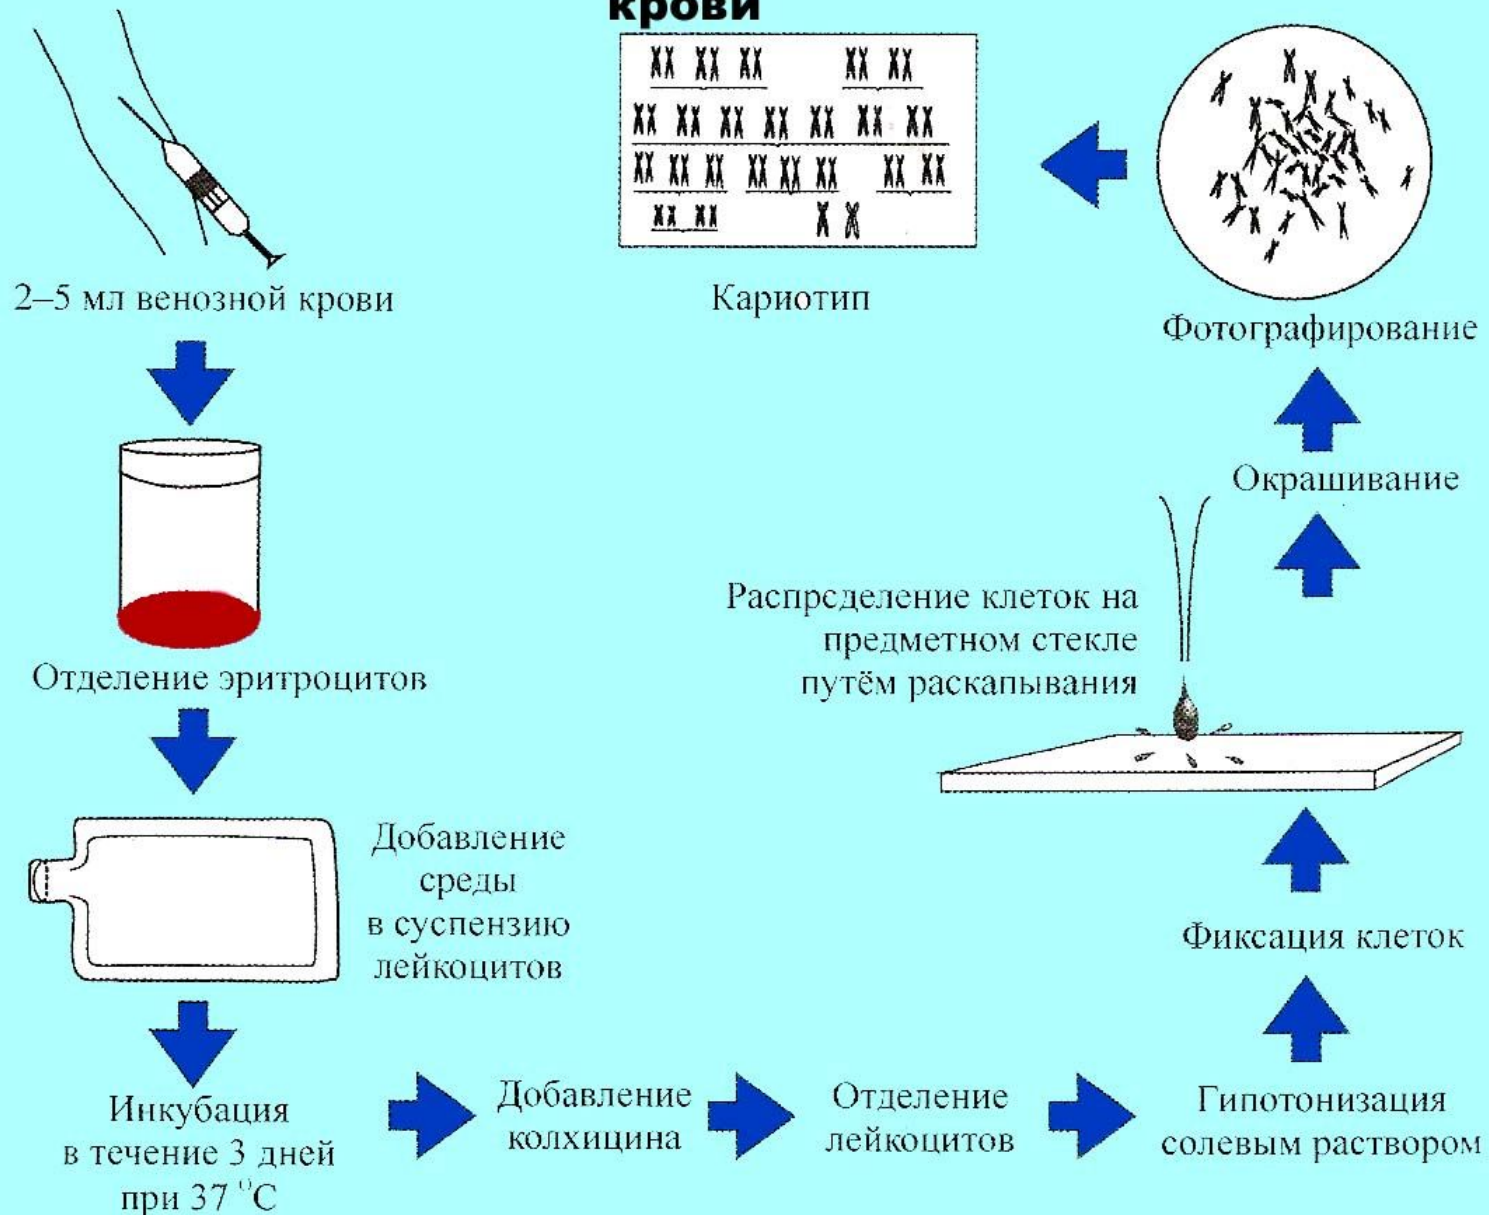 крови
2–5 мл венозной крови
Отделение эритроцитов
Добавление
среды
в суспензию
лейкоцитов
Инкубация
в течение 3 дней
при 37 °C
Добавление
колхицина
Отделение
лейкоцитов
Гипотонизация
солевым раствором
Фиксация клеток
Распределение клеток на
предметном стекле
путём раскапывания
Окрашивание
Фотографирование
Кариотип